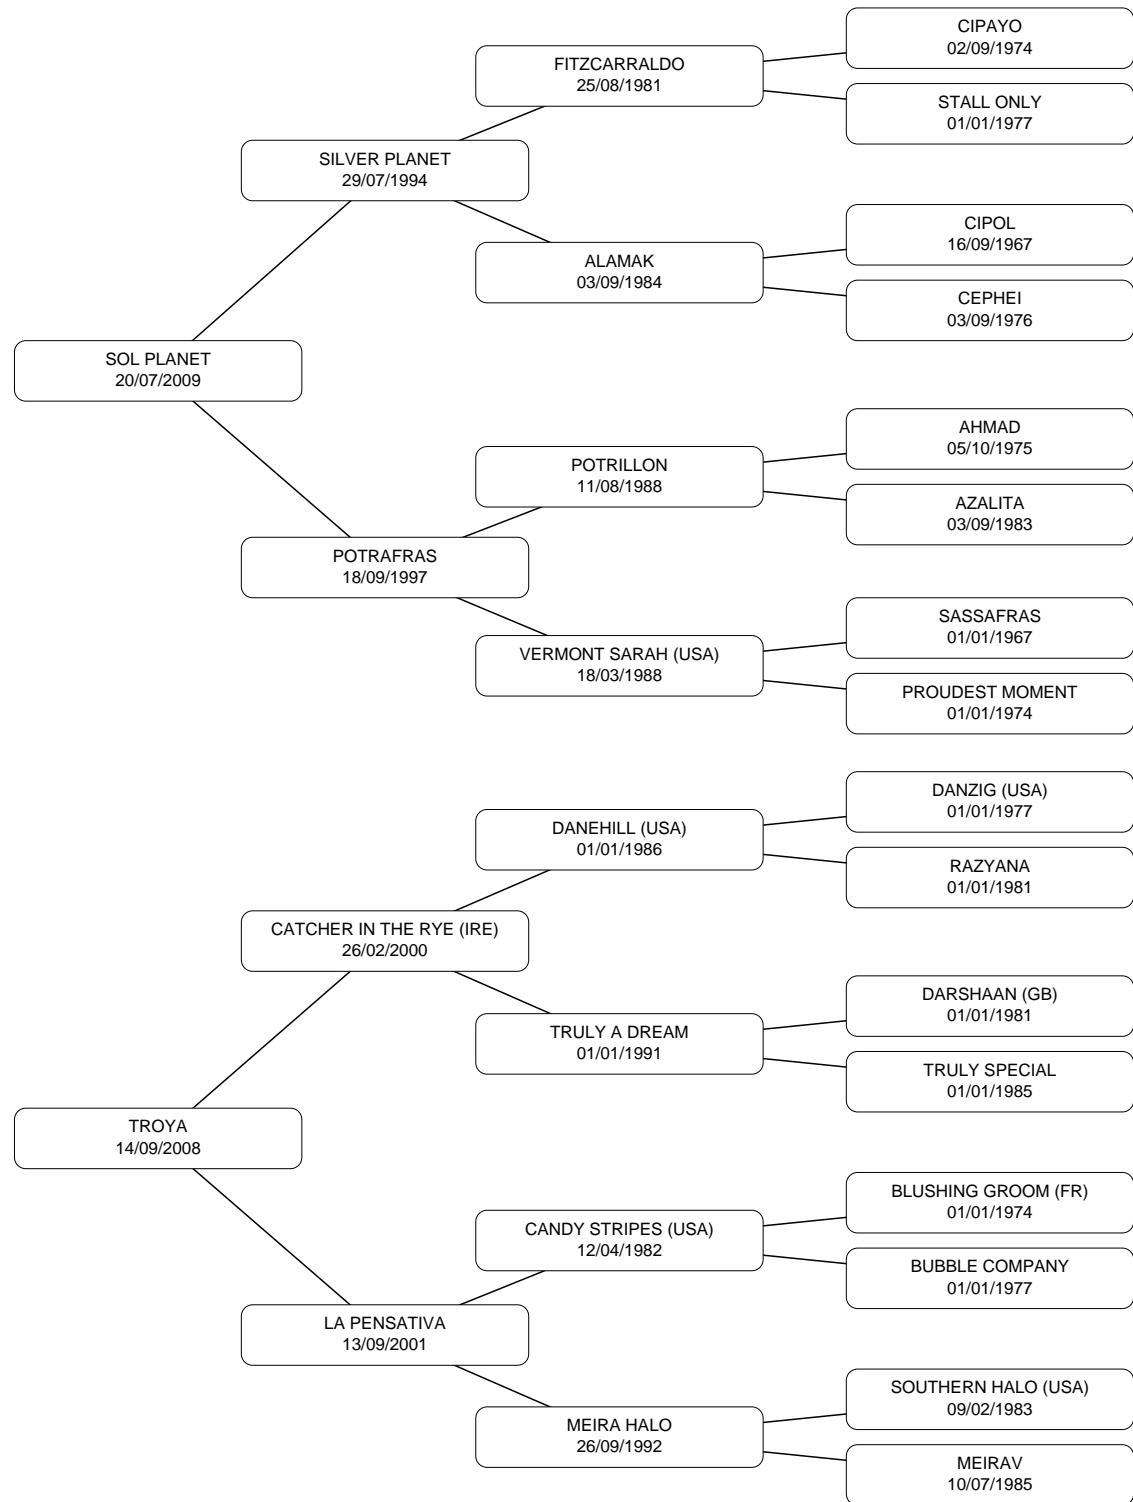 CIPAYO
02/09/1974
FITZCARRALDO
25/08/1981
STALL ONLY
01/01/1977
SILVER PLANET
29/07/1994
CIPOL
16/09/1967
ALAMAK
03/09/1984
CEPHEI
03/09/1976
SOL PLANET
20/07/2009
AHMAD
05/10/1975
POTRILLON
11/08/1988
AZALITA
03/09/1983
POTRAFRAS
18/09/1997
SASSAFRAS
01/01/1967
VERMONT SARAH (USA)
18/03/1988
PROUDEST MOMENT
01/01/1974
DANZIG (USA)
01/01/1977
DANEHILL (USA)
01/01/1986
RAZYANA
01/01/1981
CATCHER IN THE RYE (IRE)
26/02/2000
DARSHAAN (GB)
01/01/1981
TRULY A DREAM
01/01/1991
TRULY SPECIAL
01/01/1985
TROYA
14/09/2008
BLUSHING GROOM (FR)
01/01/1974
CANDY STRIPES (USA)
12/04/1982
BUBBLE COMPANY
01/01/1977
LA PENSATIVA
13/09/2001
SOUTHERN HALO (USA)
09/02/1983
MEIRA HALO
26/09/1992
MEIRAV
10/07/1985